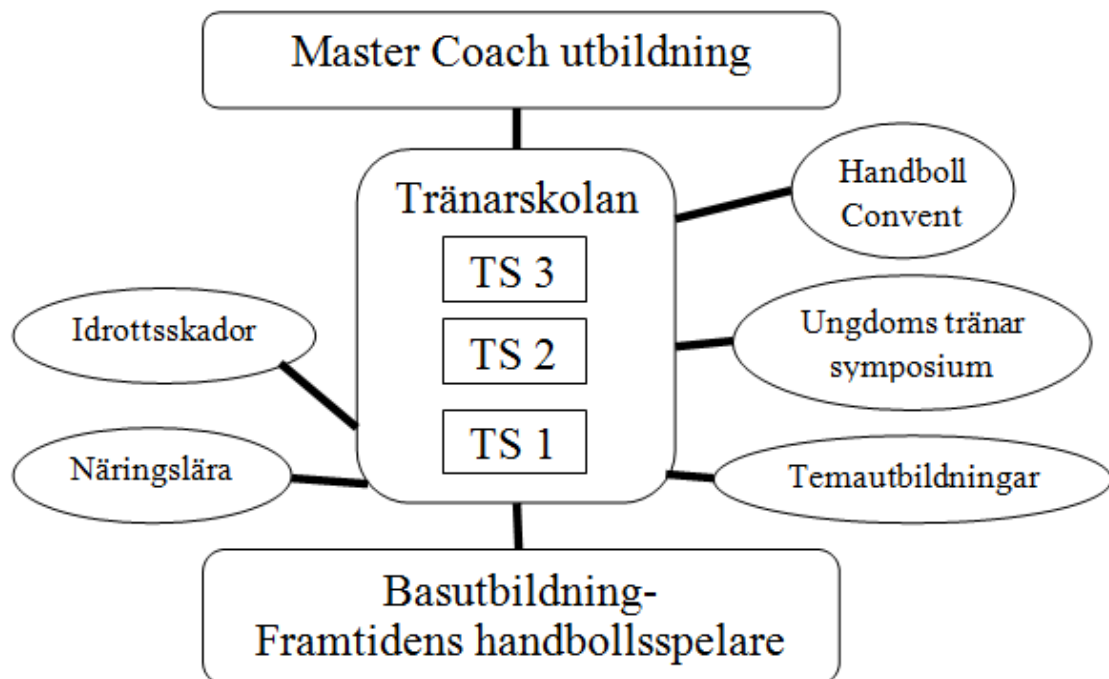 Master Coach utbildning
Tränarskolan
TS 3
TS 2
TS 1
Idrottsskador
Näringslära
Handboll
Convent
Ungdoms tränar
symposium
Temautbildningar
Basutbildning-
Framtidens handbollsspelare